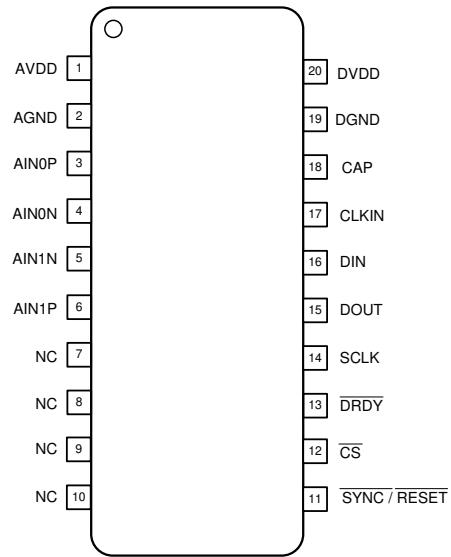 AVDD 1
AGND 2
AIN0P 3
AIN0N 4
AIN1N 5
AIN1P 6
NC 7
NC 8
NC 9
NC 10
20 DVDD
19 DGND
18 CAP
17 CLKIN
16 DIN
15 DOUT
14 SCLK
13 DRDY
12 CS
11 SYNC / RESET